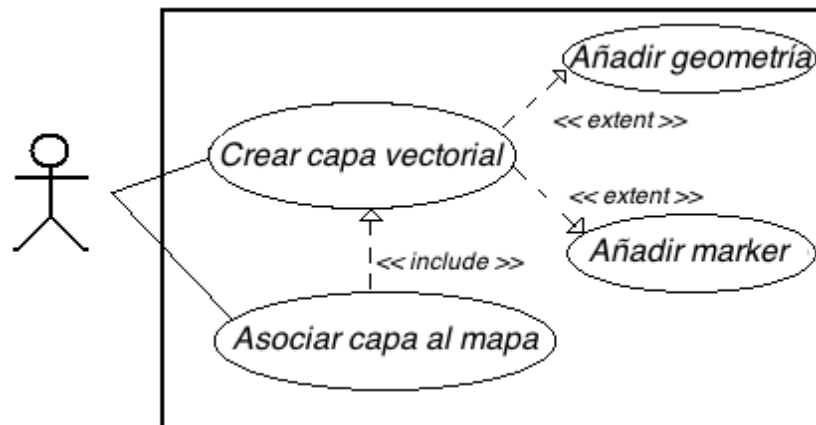 Añadir geometría
<< extent >>
Crear capa vectorial
<< extent >>
Añadir marker
<< include >>
Asociar capa al mapa